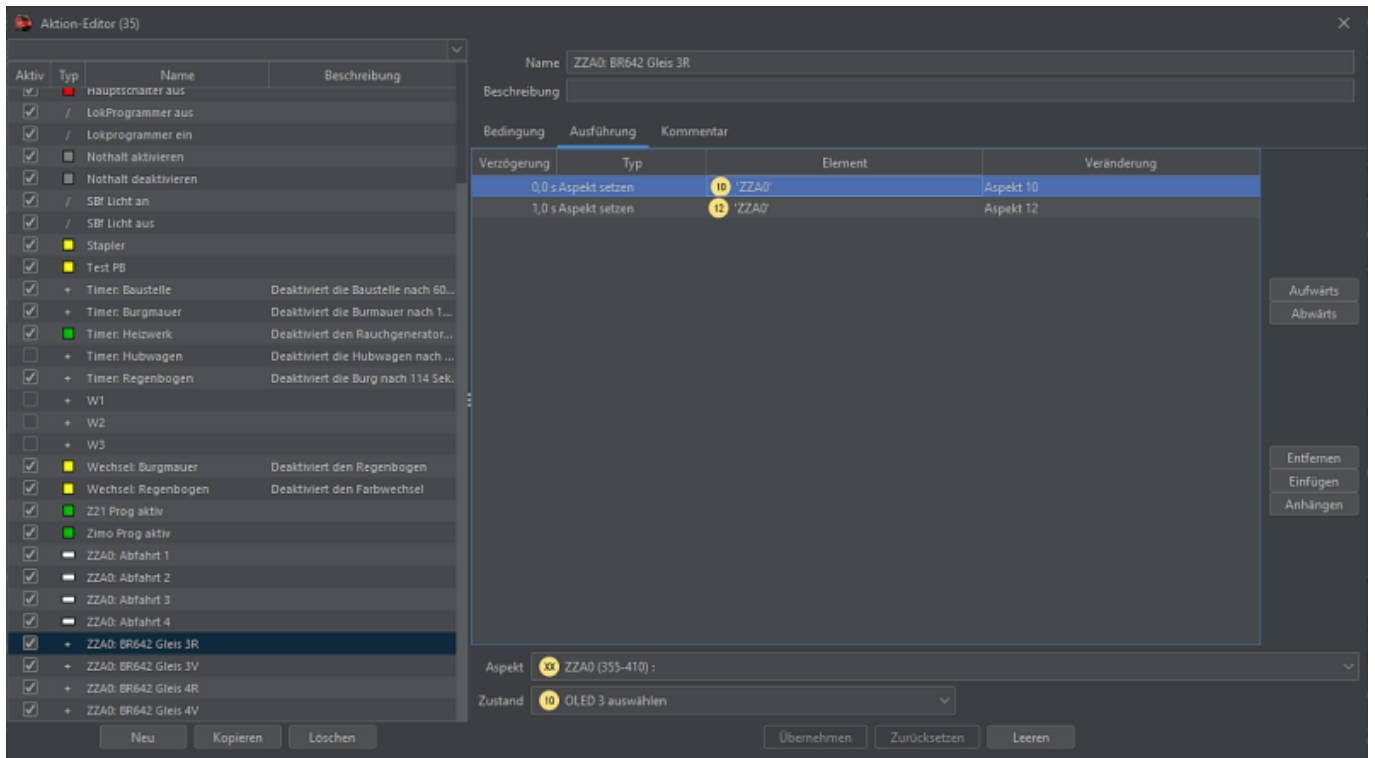 Aktion-Editor (35)
Aktiv Typ Name Beschreibung
Hauptschalter aus
/ LokProgrammer aus
/ Lokprogrammer ein
Nothalt aktivieren
Nothalt deaktivieren
/ SBf Licht an
/ SBf Licht aus
Stapler
Test PB
+ Timer: Baustelle Deaktiviert die Baustelle nach 60...
+ Timer: Burgmauer Deaktiviert die Burmauer nach 1...
Timer: Heizwerk Deaktiviert den Rauchgenerator...
+ Timer: Hubwagen Deaktiviert die Hubwagen nach ...
+ Timer: Regenbogen Deaktiviert die Burg nach 114 Sek.
+ W1
+ W2
+ W3
Wechsel: Burgmauer Deaktiviert den Regenbogen
Wechsel: Regenbogen Deaktiviert den Farbwechsel
Z21 Prog aktiv
Zimo Prog aktiv
ZZA0: Abfahrt 1
ZZA0: Abfahrt 2
ZZA0: Abfahrt 3
ZZA0: Abfahrt 4
+ ZZA0: BR642 Gleis 3R
+ ZZA0: BR642 Gleis 3V
+ ZZA0: BR642 Gleis 4R
+ ZZA0: BR642 Gleis 4V
Neu Kopieren Löschen
Name ZZA0: BR642 Gleis 3R
Beschreibung
Bedingung Ausführung Kommentar
Verzögerung Typ Element Veränderung
0,0 s Aspekt setzen 10 'ZZA0' Aspekt 10
1,0 s Aspekt setzen 12 'ZZA0' Aspekt 12
Aufwärts
Abwärts
Entfernen
Einfügen
Anhängen
Aspekt XX ZZA0 (355-410) :
Zustand 10 OLED 3 auswählen
Übernehmen Zurücksetzen Leeren